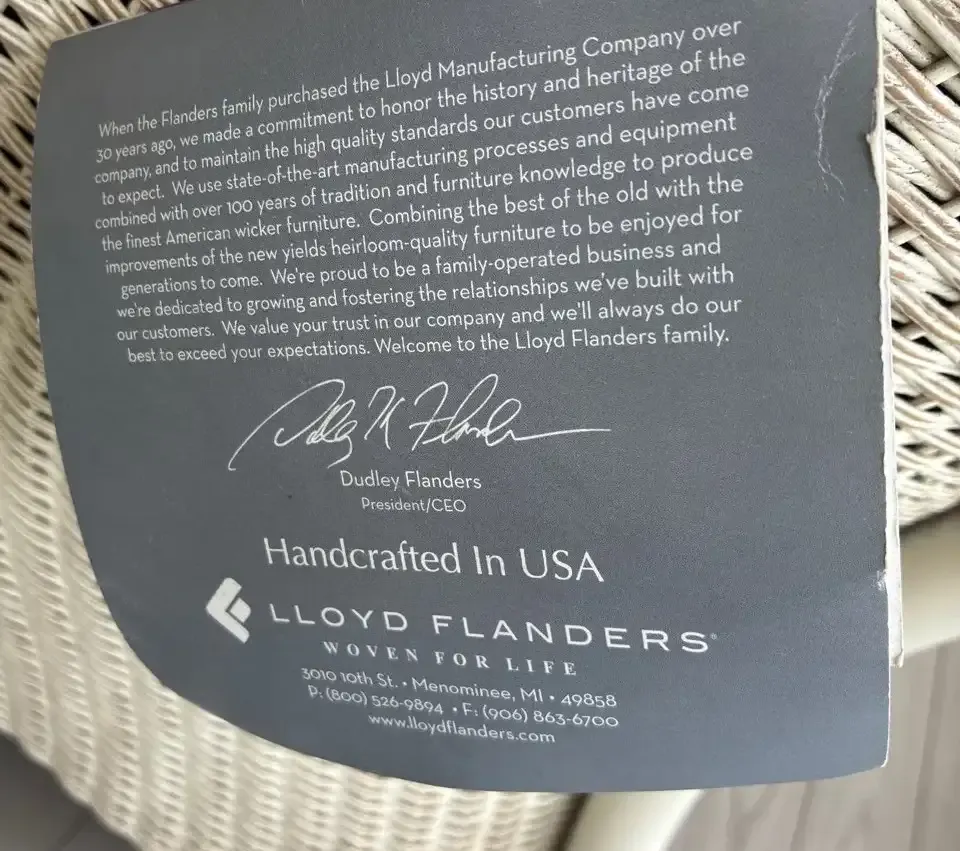 When the Flanders family purchased the Lloyd Manufacturing Company over
30 years ago, we made a commitment to honor the history and heritage of the
company, and to maintain the high quality standards our customers have come
to expect. We use state-of-the-art manufacturing processes and equipment
combined with over 100 years of tradition and furniture knowledge to produce
the finest American wicker furniture. Combining the best of the old with the
improvements of the new yields heirloom-quality furniture to be enjoyed for
generations to come. We're proud to be a family-operated business and
we're dedicated to growing and fostering the relationships we've built with
our customers. We value your trust in our company and we'll always do our
best to exceed your expectations. Welcome to the Lloyd Flanders family.
Dudley M Flanders
Dudley Flanders
President/CEO
Handcrafted In USA
LLOYD FLANDERS®
WOVEN FOR LIFE
3010 10th St. • Menominee, MI • 49858
P: (800) 526-9894 • F: (906) 863-6700
www.lloydflanders.com